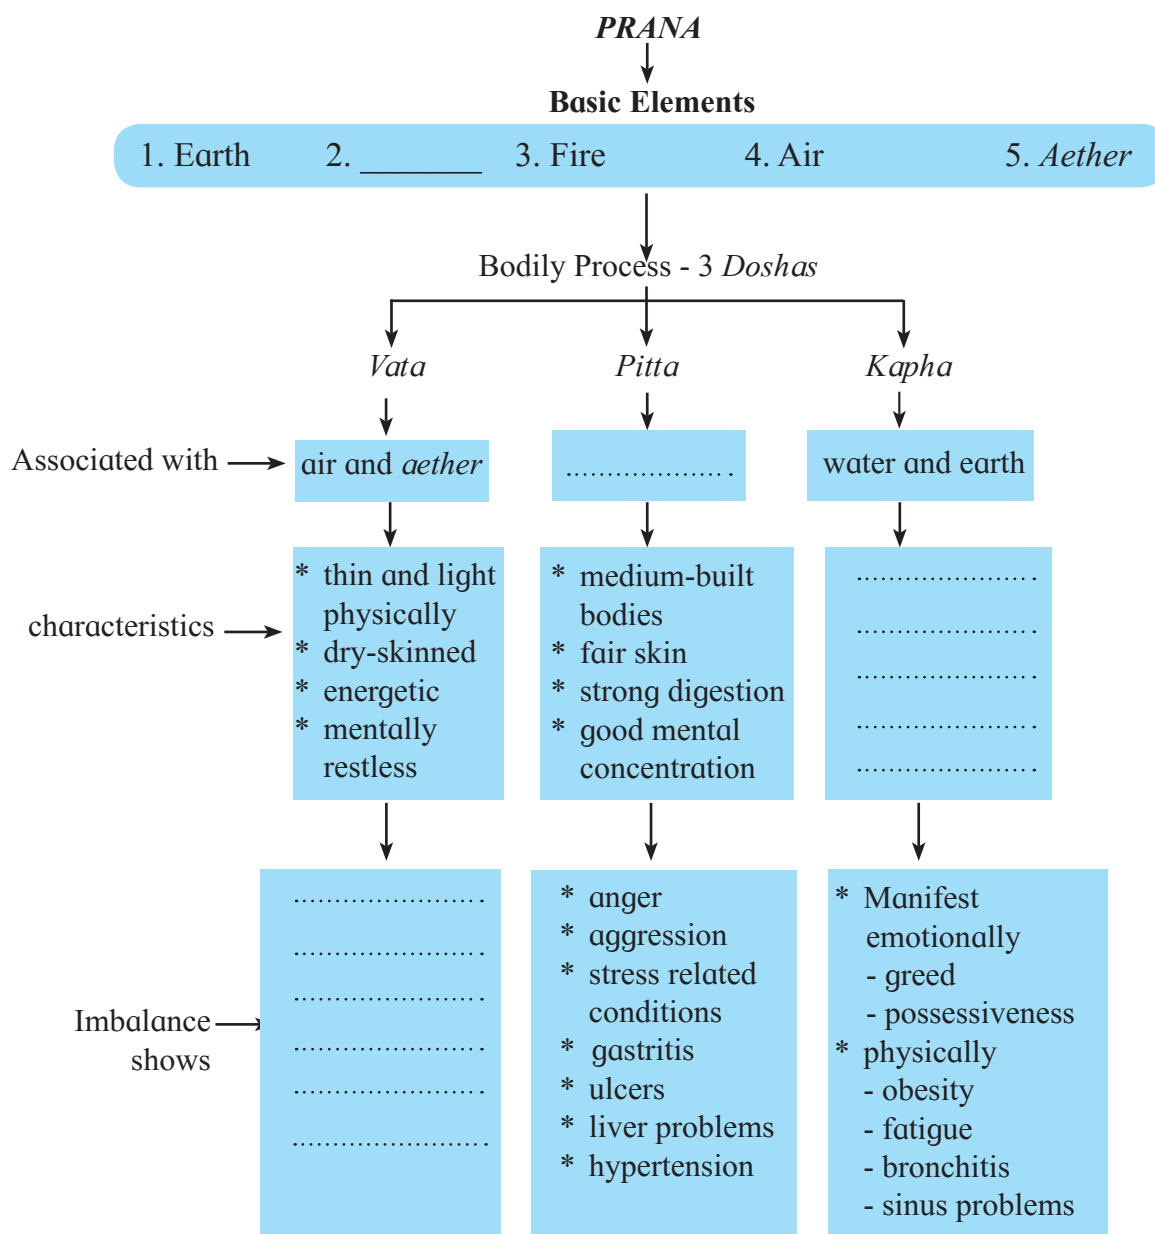 PRANA
Basic Elements
1. Earth 2. _______ 3. Fire 4. Air 5. Aether
Bodily Process - 3 Doshas
Vata Pitta Kapha
Associated with
air and aether
.....................
water and earth
characteristics
* thin and light
physically
* dry-skinned
* energetic
* mentally
restless
* medium-built
bodies
* fair skin
* strong digestion
* good mental
concentration
.......................
.......................
.......................
.......................
.......................
Imbalance
shows
.......................
.......................
.......................
.......................
.......................
.......................
* anger
* aggression
* stress related
conditions
* gastritis
* ulcers
* liver problems
* hypertension
* Manifest
emotionally
- greed
- possessiveness
* physically
- obesity
- fatigue
- bronchitis
- sinus problems